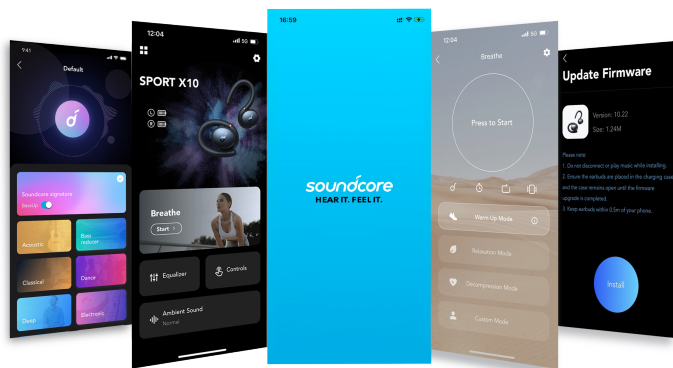 9:41
Default
Soundcore signature
BassUp
Acoustic
Bass
reducer
Classical
Dance
Deep
Electronic
12:04
5G
SPORT X10
L
R
Breathe
Start
Equalizer
Controls
Ambient Sound
Normal
16:59
soundcore
HEAR IT. FEEL IT.
12:04
5G
Breathe
Press to Start
Warm Up Mode
Relaxation Mode
Decompression Mode
Custom Mode
Update Firmware
Version: 10.22
Size: 1.24M
Please note:
1. Do not disconnect or play music while installing.
2. Ensure the earbuds are placed in the charging case
and the case remains open until the firmware
upgrade is completed.
3. Keep earbuds within 0.5m of your phone.
Install